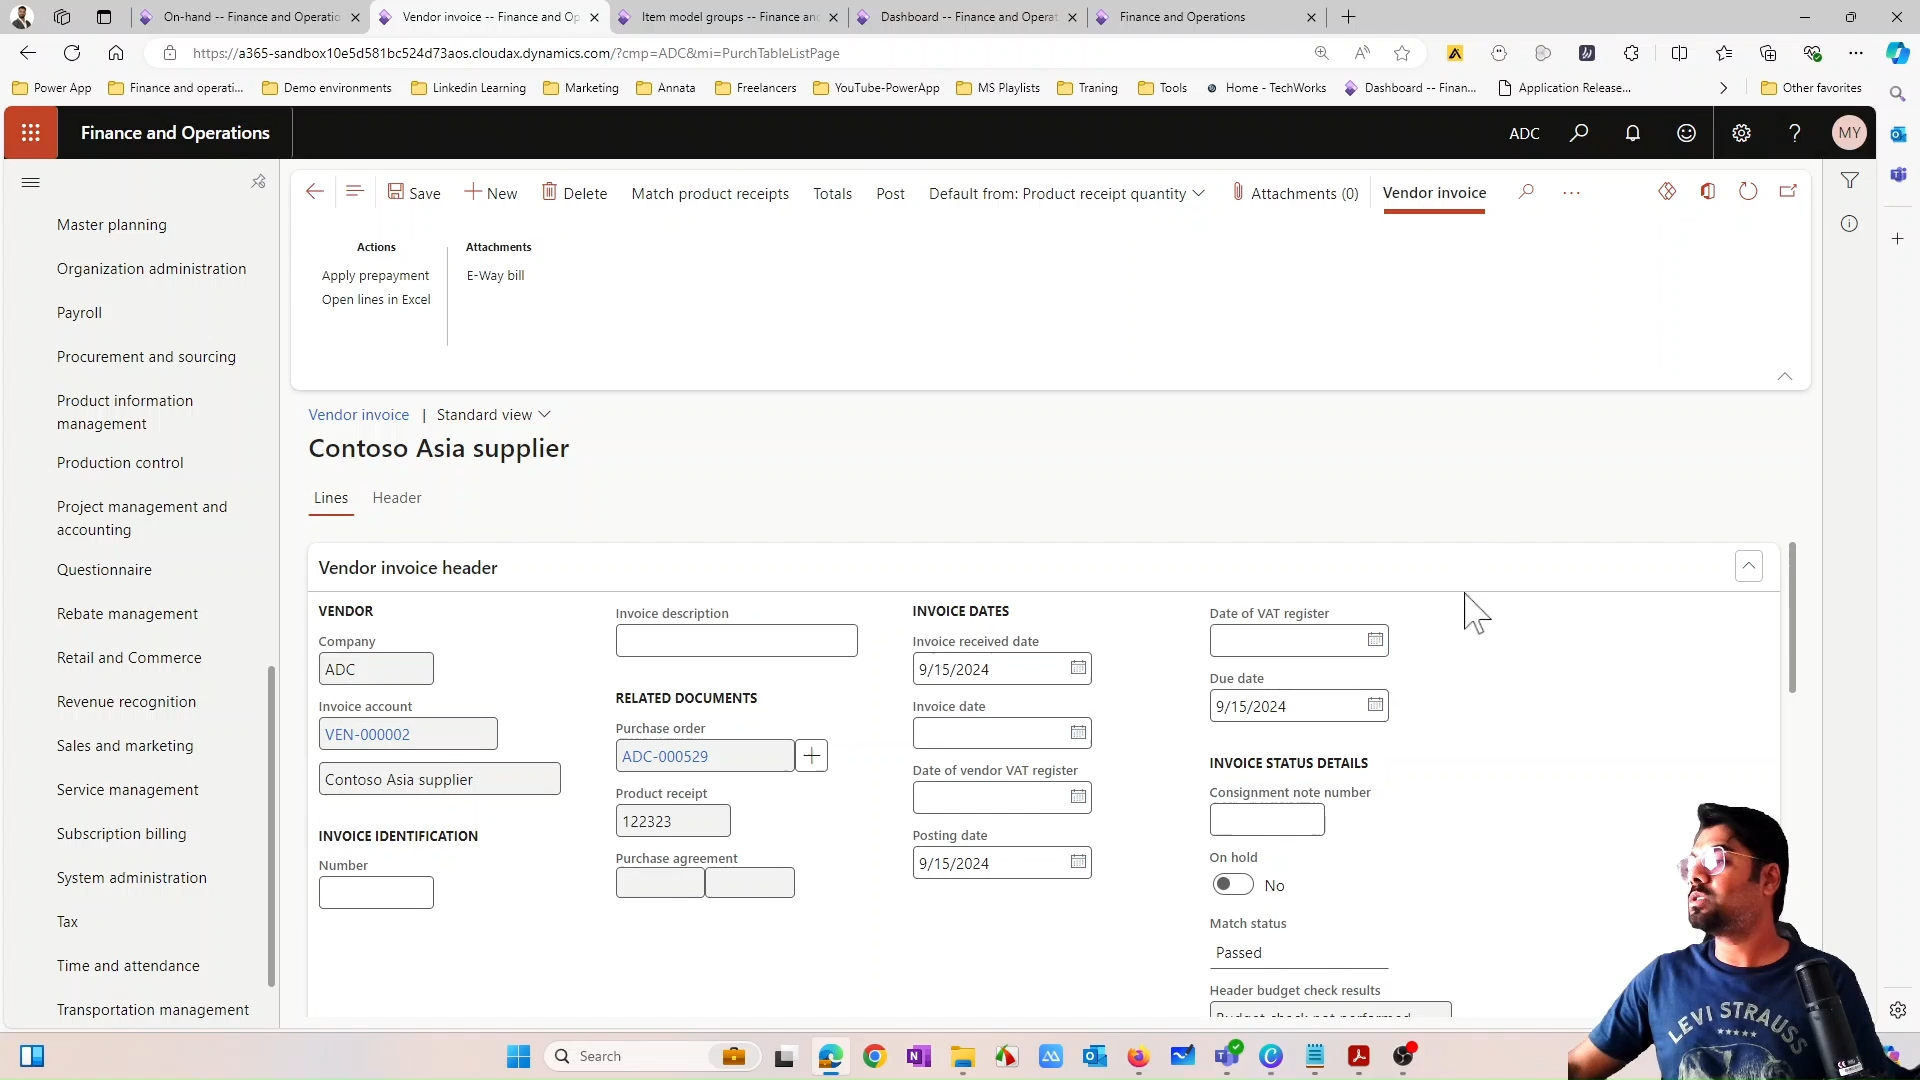 On-hand -- Finance and Operatio
Vendor invoice -- Finance and Op
Item model groups -- Finance an
Dashboard -- Finance and Operat
Finance and Operations
https://a365-sandbox10e5d581bc524d73aos.cloudax.dynamics.com/?cmp=ADC&mi=PurchTableListPage
Power App
Finance and operati...
Demo environments
Linkedin Learning
Marketing
Annata
Freelancers
YouTube-PowerApp
MS Playlists
Traning
Tools
Home - TechWorks
Dashboard -- Finan...
Application Release...
Other favorites
Finance and Operations
ADC
MY
Save
New
Delete
Match product receipts
Totals
Post
Default from: Product receipt quantity
Attachments (0)
Vendor invoice
Actions
Apply prepayment
Open lines in Excel
Attachments
E-Way bill
Master planning
Organization administration
Payroll
Procurement and sourcing
Product information
management
Production control
Project management and
accounting
Questionnaire
Rebate management
Retail and Commerce
Revenue recognition
Sales and marketing
Service management
Subscription billing
System administration
Tax
Time and attendance
Transportation management
Vendor invoice | Standard view
Contoso Asia supplier
Lines
Header
Vendor invoice header
VENDOR
Company
ADC
Invoice account
VEN-000002
Contoso Asia supplier
INVOICE IDENTIFICATION
Number
Invoice description
RELATED DOCUMENTS
Purchase order
ADC-000529
Product receipt
122323
Purchase agreement
INVOICE DATES
Invoice received date
9/15/2024
Invoice date
Date of vendor VAT register
Posting date
9/15/2024
Date of VAT register
Due date
9/15/2024
INVOICE STATUS DETAILS
Consignment note number
On hold
No
Match status
Passed
Header budget check results
Budget check not performed
LEVI STRAUSS
Search